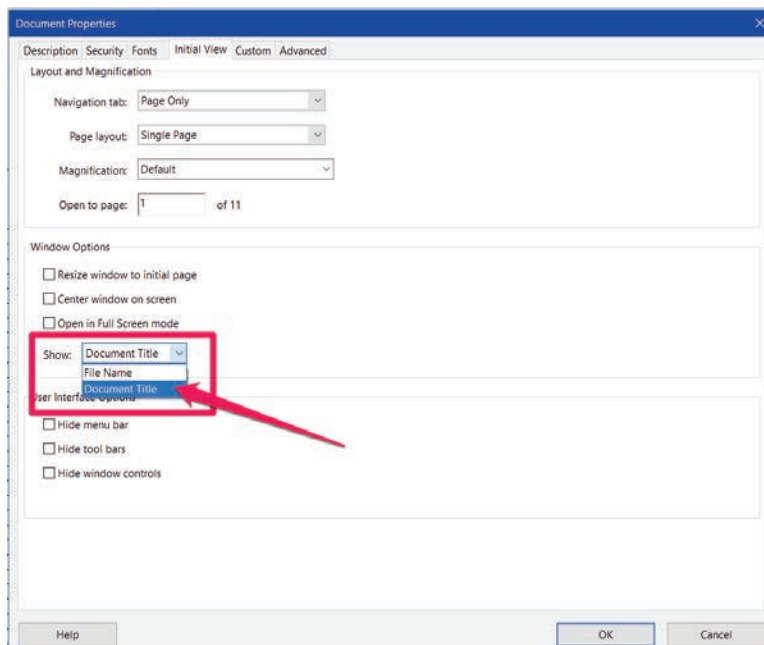 Document Properties
Description Security Fonts Initial View Custom Advanced
Layout and Magnification
Navigation tab: Page Only
Page layout: Single Page
Magnification: Default
Open to page: 1 of 11
Window Options
Resize window to initial page
Center window on screen
Open in Full Screen mode
Show: Document Title
File Name
Document Title
User Interface Options
Hide menu bar
Hide tool bars
Hide window controls
Help OK Cancel